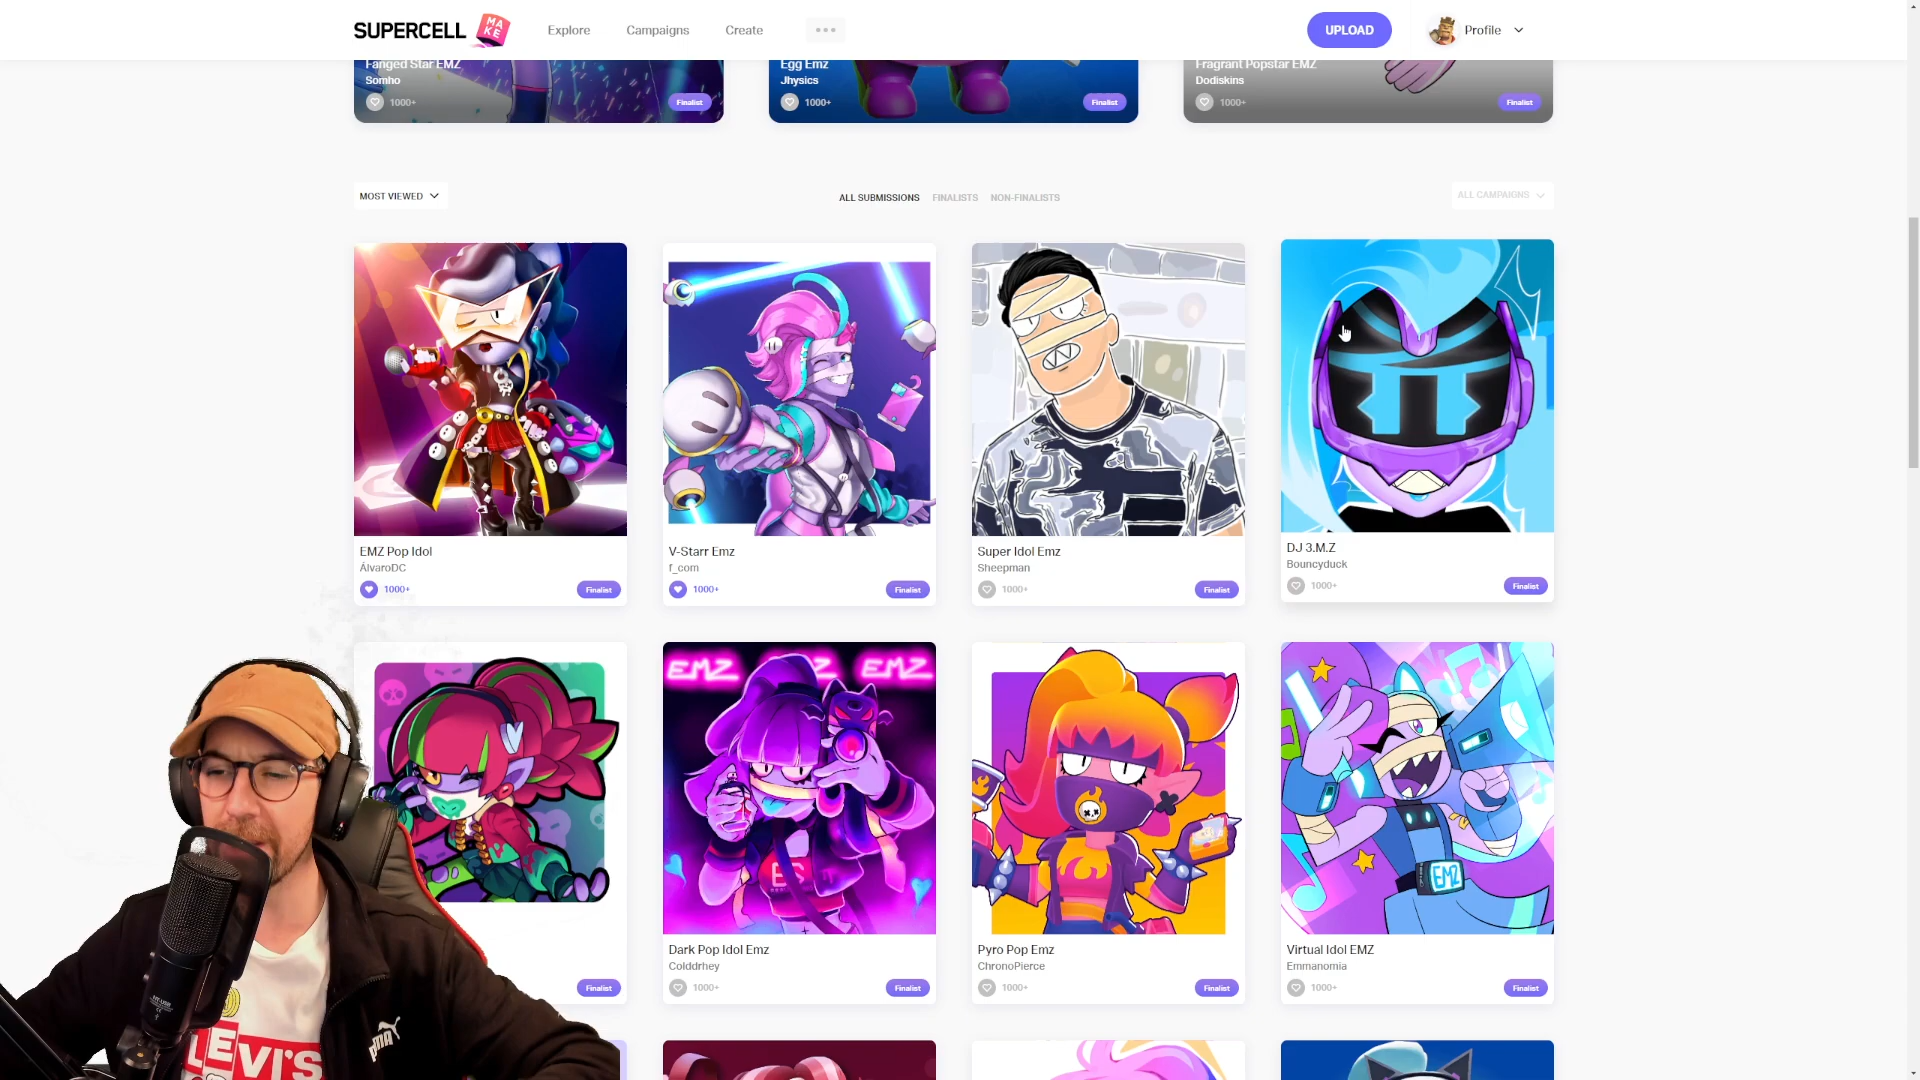 SUPERCELL MAKE Explore Campaigns Create UPLOAD Profile
Fanged Star EMZ Egg Emz Fragrant Popstar EMZ
Somho Jhysics Dodiskins
1000+ Finalist 1000+ Finalist 1000+ Finalist
MOST VIEWED ALL SUBMISSIONS FINALISTS NON-FINALISTS ALL CAMPAIGNS
EMZ Pop Idol V-Starr Emz Super Idol Emz DJ 3.M.Z
ÁlvaroDC f_com Sheepman Bouncyduck
1000+ Finalist 1000+ Finalist 1000+ Finalist 1000+ Finalist
EMZ EMZ
EMZ
Dark Pop Idol Emz Pyro Pop Emz Virtual Idol EMZ
Colddrhey ChronoPierce Emmanomia
Finalist 1000+ Finalist 1000+ Finalist 1000+ Finalist
LEVI'S
PUMA